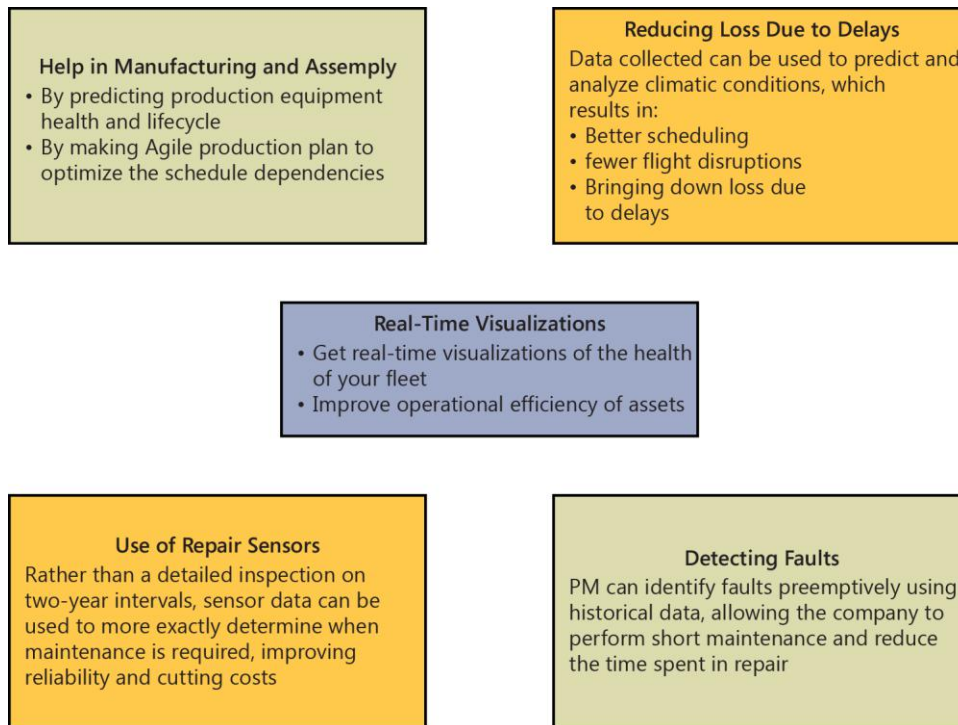 Help in Manufacturing and Assemply
• By predicting production equipment
health and lifecycle
• By making Agile production plan to
optimize the schedule dependencies
Reducing Loss Due to Delays
Data collected can be used to predict and
analyze climatic conditions, which
results in:
• Better scheduling
• fewer flight disruptions
• Bringing down loss due
to delays
Real-Time Visualizations
• Get real-time visualizations of the health
of your fleet
• Improve operational efficiency of assets
Use of Repair Sensors
Rather than a detailed inspection on
two-year intervals, sensor data can be
used to more exactly determine when
maintenance is required, improving
reliability and cutting costs
Detecting Faults
PM can identify faults preemptively using
historical data, allowing the company to
perform short maintenance and reduce
the time spent in repair